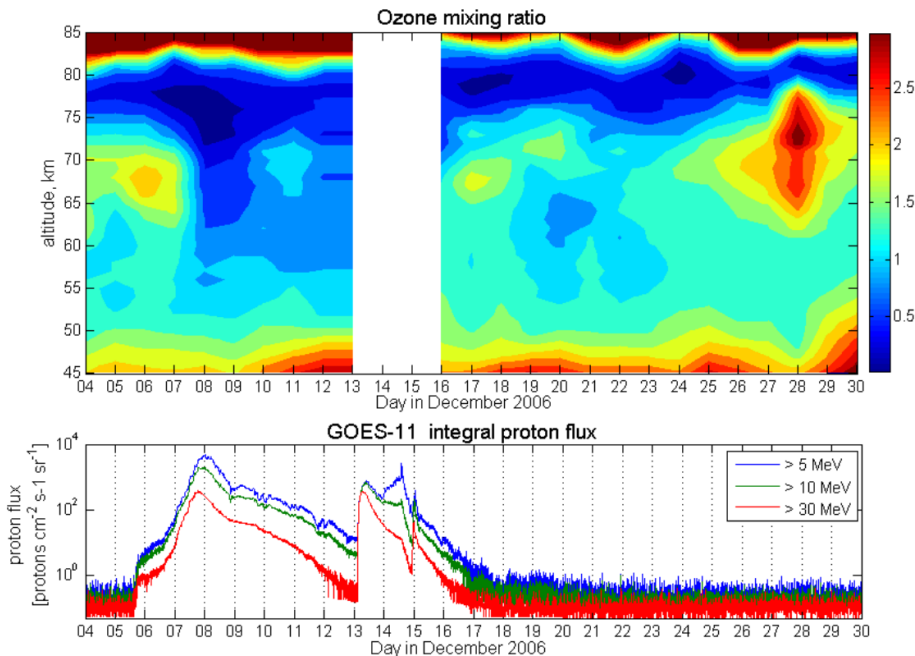 Ozone mixing ratio
85
80
75
70
65
60
55
50
45
altitude, km
04 05 06 07 08 09 10 11 12 13 14 15 16 17 18 19 20 21 22 23 24 25 26 27 28 29 30
Day in December 2006
2.5
2
1.5
1
0.5
GOES-11 integral proton flux
10^4
10^2
10^0
proton flux
[protons cm^-2 s-1 sr^-1]
> 5 MeV
> 10 MeV
> 30 MeV
04 05 06 07 08 09 10 11 12 13 14 15 16 17 18 19 20 21 22 23 24 25 26 27 28 29 30
Day in December 2006